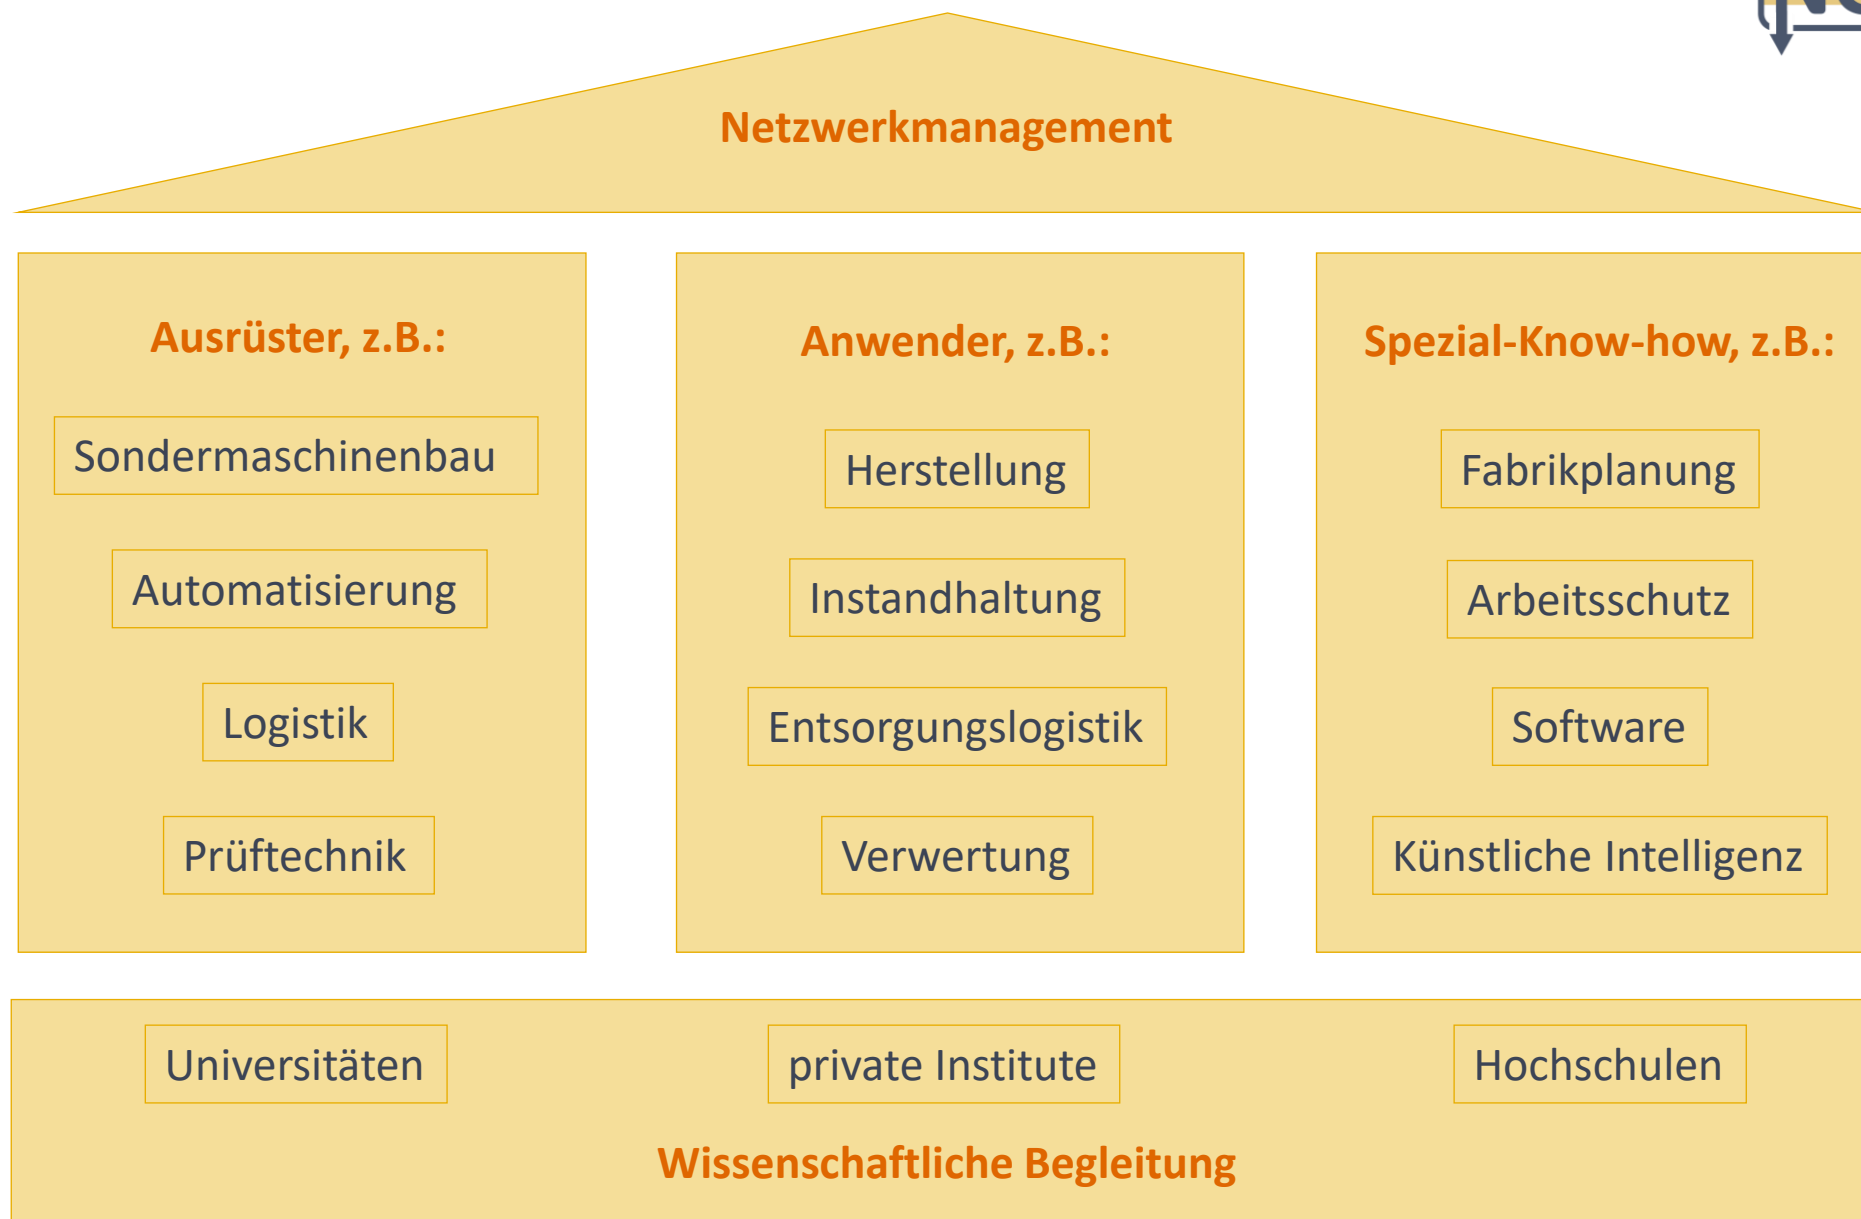 Netzwerkmanagement
Ausrüster, z.B.:
Sondermaschinenbau
Automatisierung
Logistik
Prüftechnik
Anwender, z.B.:
Herstellung
Instandhaltung
Entsorgungslogistik
Verwertung
Spezial-Know-how, z.B.:
Fabrikplanung
Arbeitsschutz
Software
Künstliche Intelligenz
Universitäten
private Institute
Hochschulen
Wissenschaftliche Begleitung